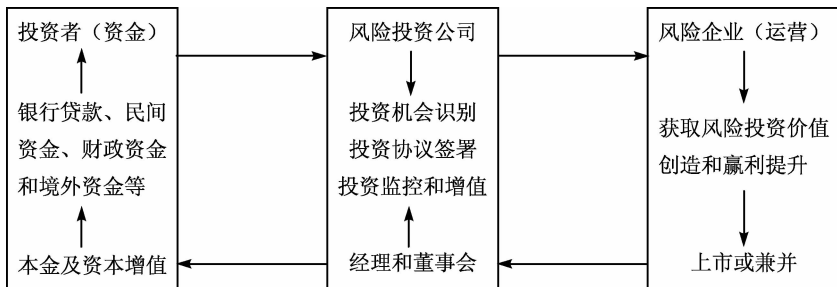 投资者（资金）
银行贷款、民间
资金、财政资金
和境外资金等
本金及资本增值
风险投资公司
投资机会识别
投资协议签署
投资监控和增值
经理和董事会
风险企业（运营）
获取风险投资价值
创造和赢利提升
上市或兼并